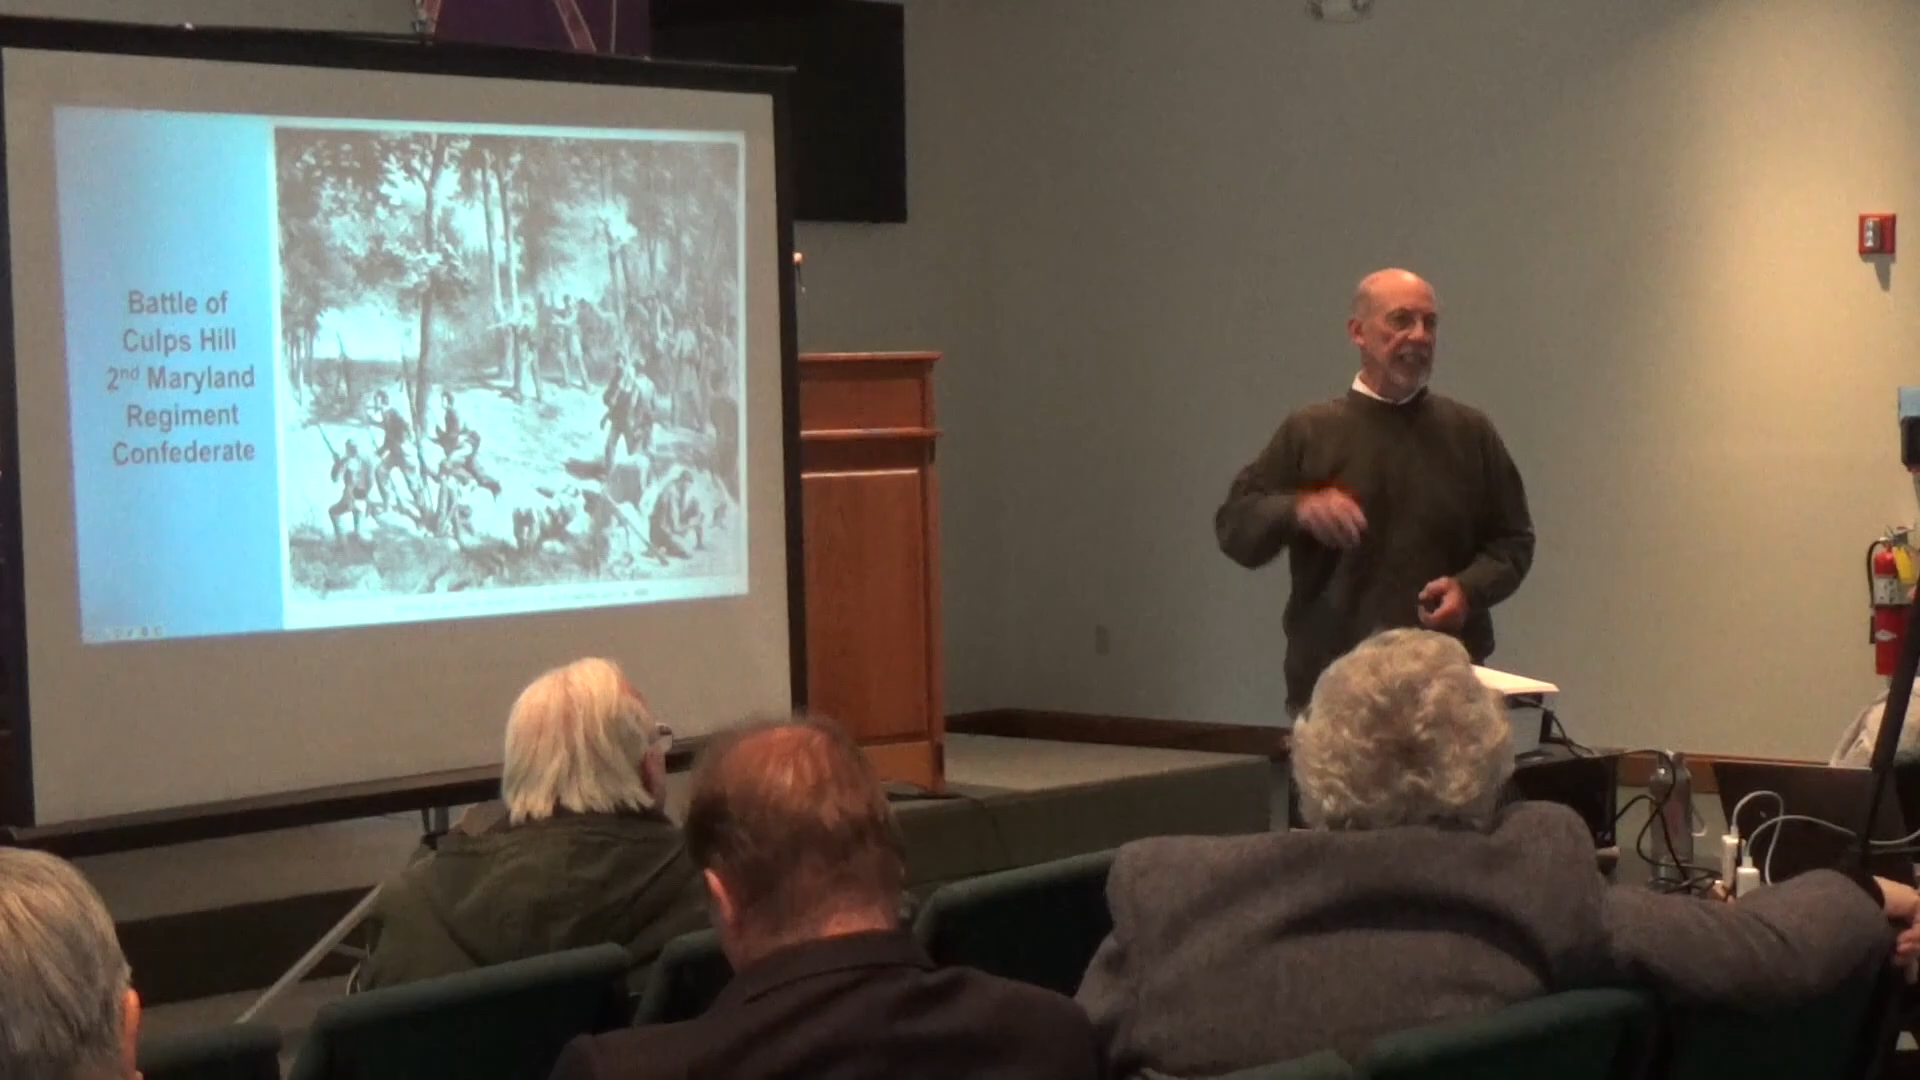 Battle of
Culps Hill
2nd Maryland
Regiment
Confederate